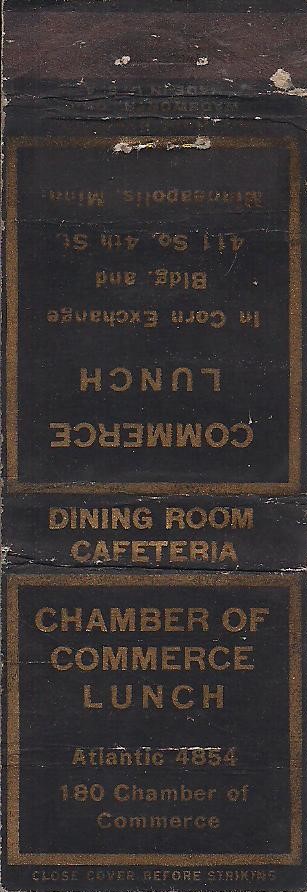 CHAMBER OF
COMMERCE
LUNCH
Atlantic 4854
180 Chamber of
Commerce
CLOSE COVER BEFORE STRIKING
DINING ROOM
CAFETERIA
COMMERCE
LUNCH
In Corn Exchange
Bldg. and
411 So. 4th St.
Minneapolis, Minn.